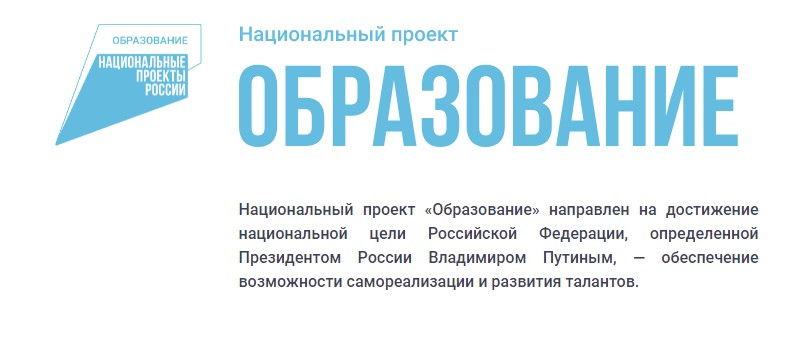 ОБРАЗОВАНИЕ
НАЦИОНАЛЬНЫЕ
ПРОЕКТЫ
РОССИИ
Национальный проект
ОБРАЗОВАНИЕ
Национальный проект «Образование» направлен на достижение
национальной цели Российской Федерации, определенной
Президентом России Владимиром Путиным, — обеспечение
возможности самореализации и развития талантов.